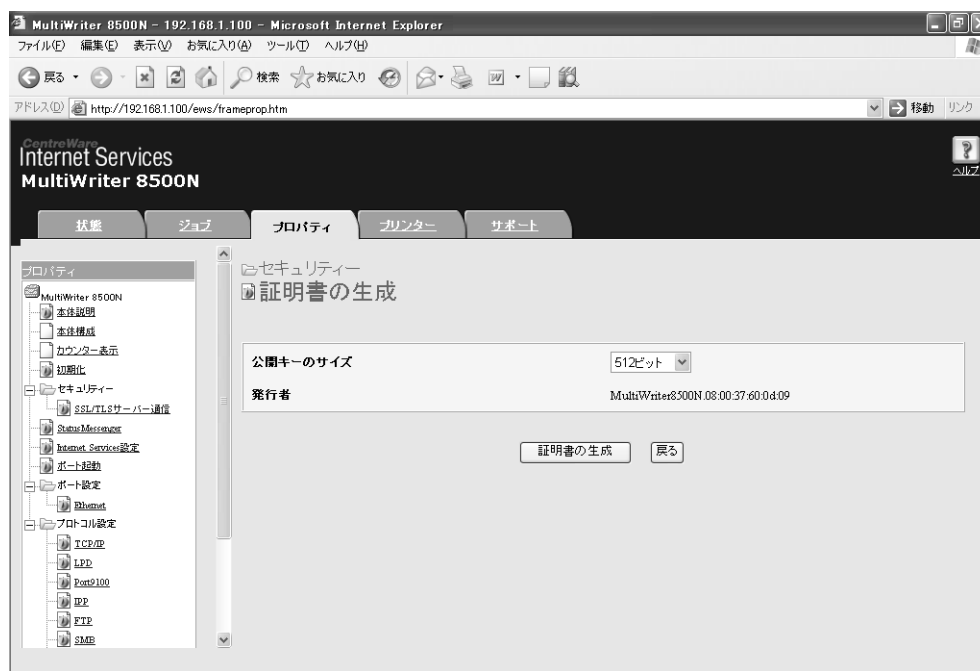 MultiWriter 8500N - 192.168.1.100 - Microsoft Internet Explorer
ファイル(F) 編集(E) 表示(V) お気に入り(A) ツール(T) ヘルプ(H)
戻る 検索 お気に入り
アドレス(D) http://192.168.1.100/ews/frameprop.htm 移動 リンク
CentreWare
Internet Services
MultiWriter 8500N
ヘルプ
状態 ジョブ プロパティ プリンター サポート
プロパティ
MultiWriter 8500N
本体説明
本体構成
カウンター表示
初期化
セキュリティー
SSL/TLSサーバー通信
StatusMessenger
Internet Services設定
ポート起動
ポート設定
Ethernet
プロトコル設定
TCP/IP
LPD
Port9100
IPP
FTP
SMB
セキュリティー
証明書の生成
公開キーのサイズ 512ビット
発行者 MultiWriter8500N.08:00:37:60:0d:09
証明書の生成 戻る